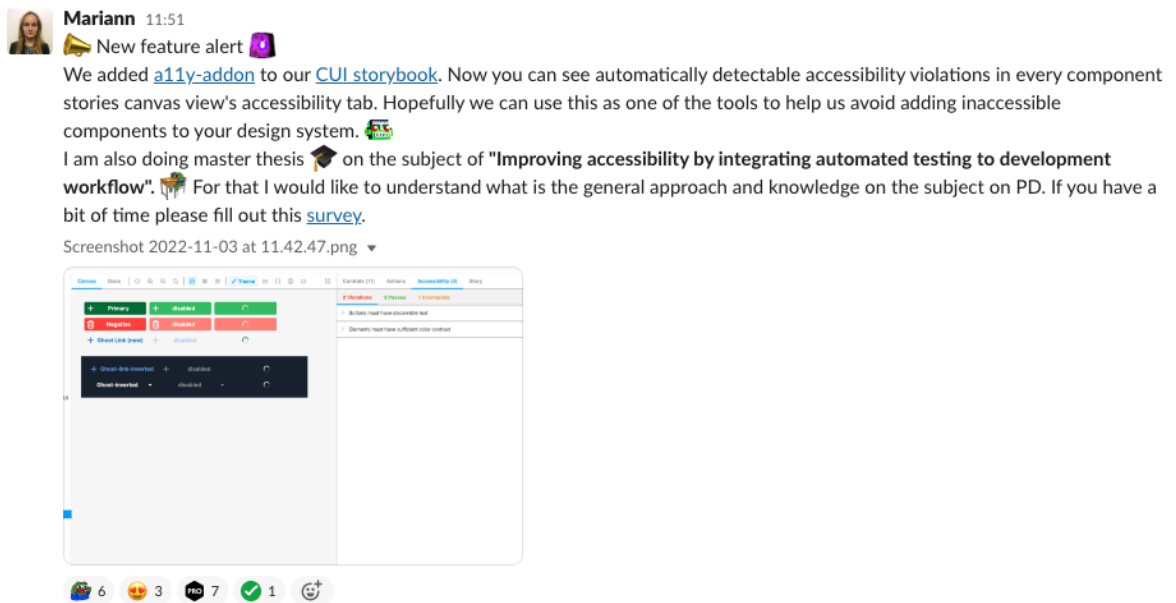 Mariann 11:51
New feature alert
We added a11y-addon to our CUI storybook. Now you can see automatically detectable accessibility violations in every component
stories canvas view's accessibility tab. Hopefully we can use this as one of the tools to help us avoid adding inaccessible
components to your design system.
I am also doing master thesis on the subject of "Improving accessibility by integrating automated testing to development
workflow". For that I would like to understand what is the general approach and knowledge on the subject on PD. If you have a
bit of time please fill out this survey.
Screenshot 2022-11-03 at 11.42.47.png
Canvas Docs Theme Controls (11) Actions Accessibility (3) Story
2 Violations 3 Passes 1 Incomplete
Primary disabled
Buttons must have discernible text
Negative disabled
Elements must have sufficient color contrast
Ghost Link (new) disabled
Ghost-link-inverted disabled
Ghost-inverted disabled
6 3 PRO 7 1